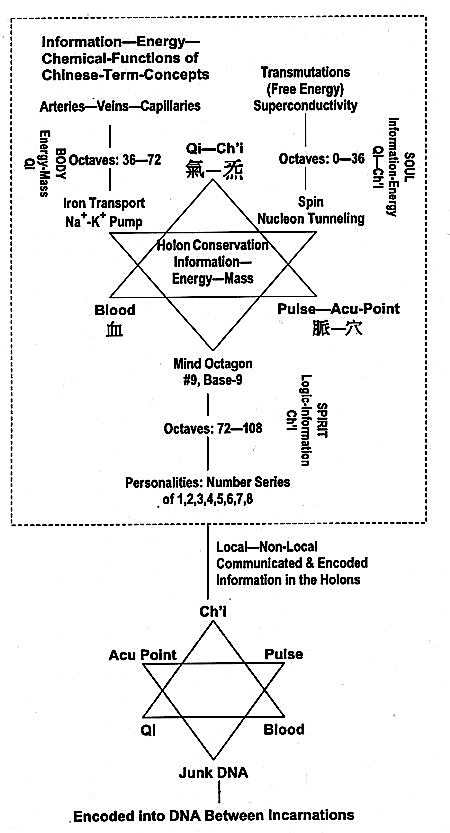 Information—Energy—
Chemical-Functions of
Chinese-Term-Concepts
Transmutations
(Free Energy)
Superconductivity
Arteries—Veins—Capillaries
BODY
Energy-Mass
Qi
Octaves: 36—72
Qi—Ch'i
氣—炁
Octaves: 0—36
SOUL
Information-Energy
Qi—Ch'i
Iron Transport
Na+-K+ Pump
Spin
Nucleon Tunneling
Holon Conservation
Information—
Energy—Mass
Blood
血
Pulse—Acu-Point
脈—穴
Mind Octagon
#9, Base-9
Octaves: 72—108
SPIRIT
Logic-Information
Ch'i
Personalities: Number Series
of 1,2,3,4,5,6,7,8
Local—Non-Local
Communicated & Encoded
Information in the Holons
Ch'i
Acu Point
Pulse
Qi
Blood
Junk DNA
Encoded into DNA Between Incarnations